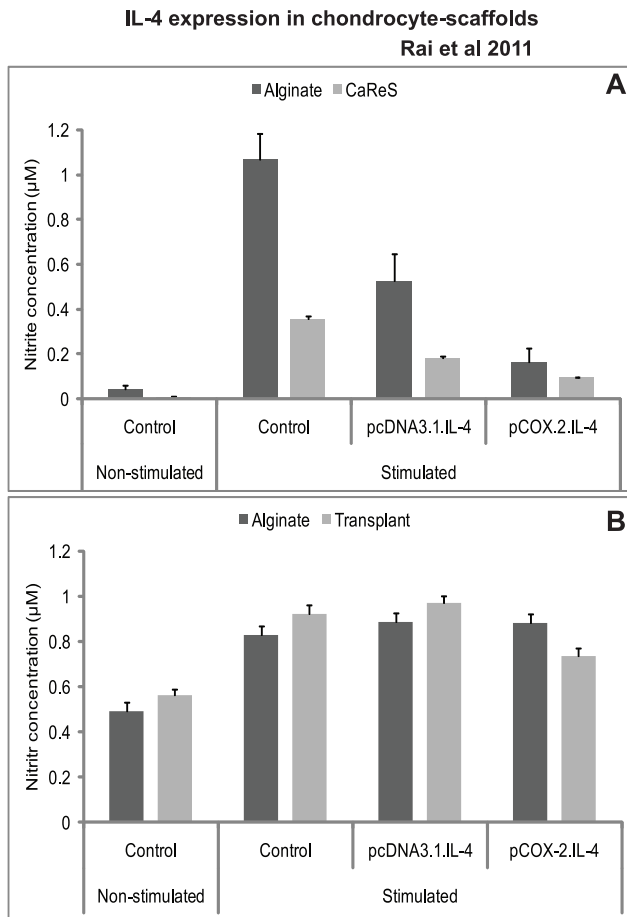 IL-4 expression in chondrocyte-scaffolds
Rai et al 2011
A
Alginate CaReS
Nitrite concentration (µM)
1.2
1
0.8
0.6
0.4
0.2
0
Control Control pcDNA3.1.IL-4 pCOX.2.IL-4
Non-stimulated Stimulated
B
Alginate Transplant
Nitritr concentration (µM)
1.2
1
0.8
0.6
0.4
0.2
0
Control Control pcDNA3.1.IL-4 pCOX-2.IL-4
Non-stimulated Stimulated